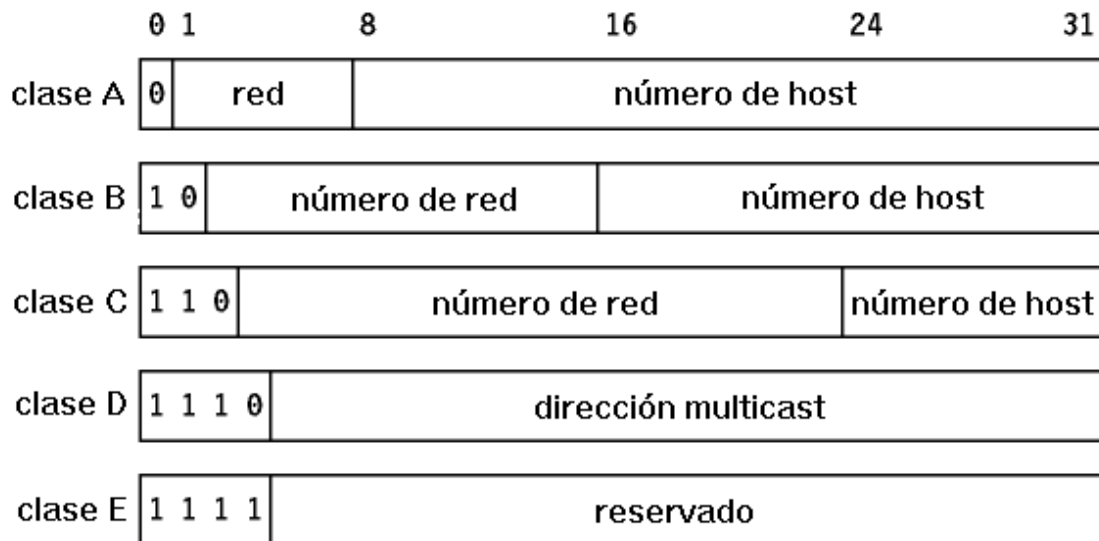 0 1 8 16 24 31
clase A 0 red número de host
clase B 1 0 número de red número de host
clase C 1 1 0 número de red número de host
clase D 1 1 1 0 dirección multicast
clase E 1 1 1 1 reservado